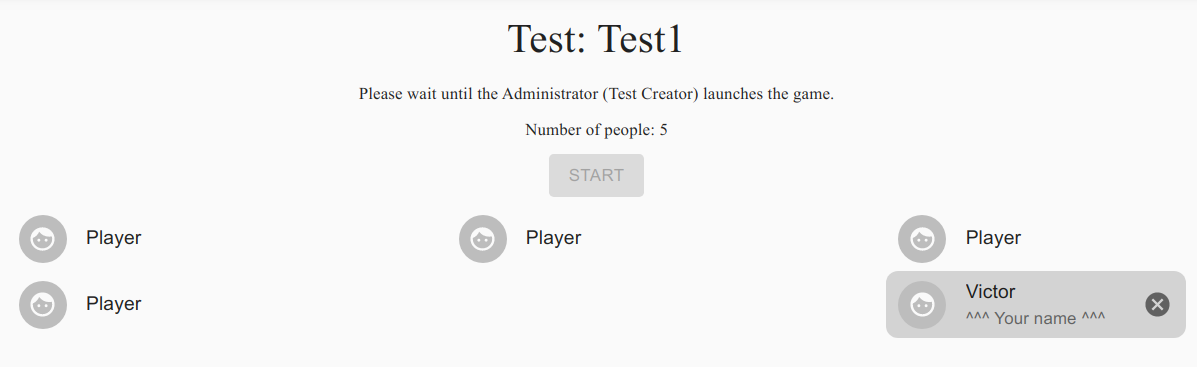 Test: Test1
Please wait until the Administrator (Test Creator) launches the game.
Number of people: 5
START
Player
Player
Player
Player
Victor
^^^ Your name ^^^